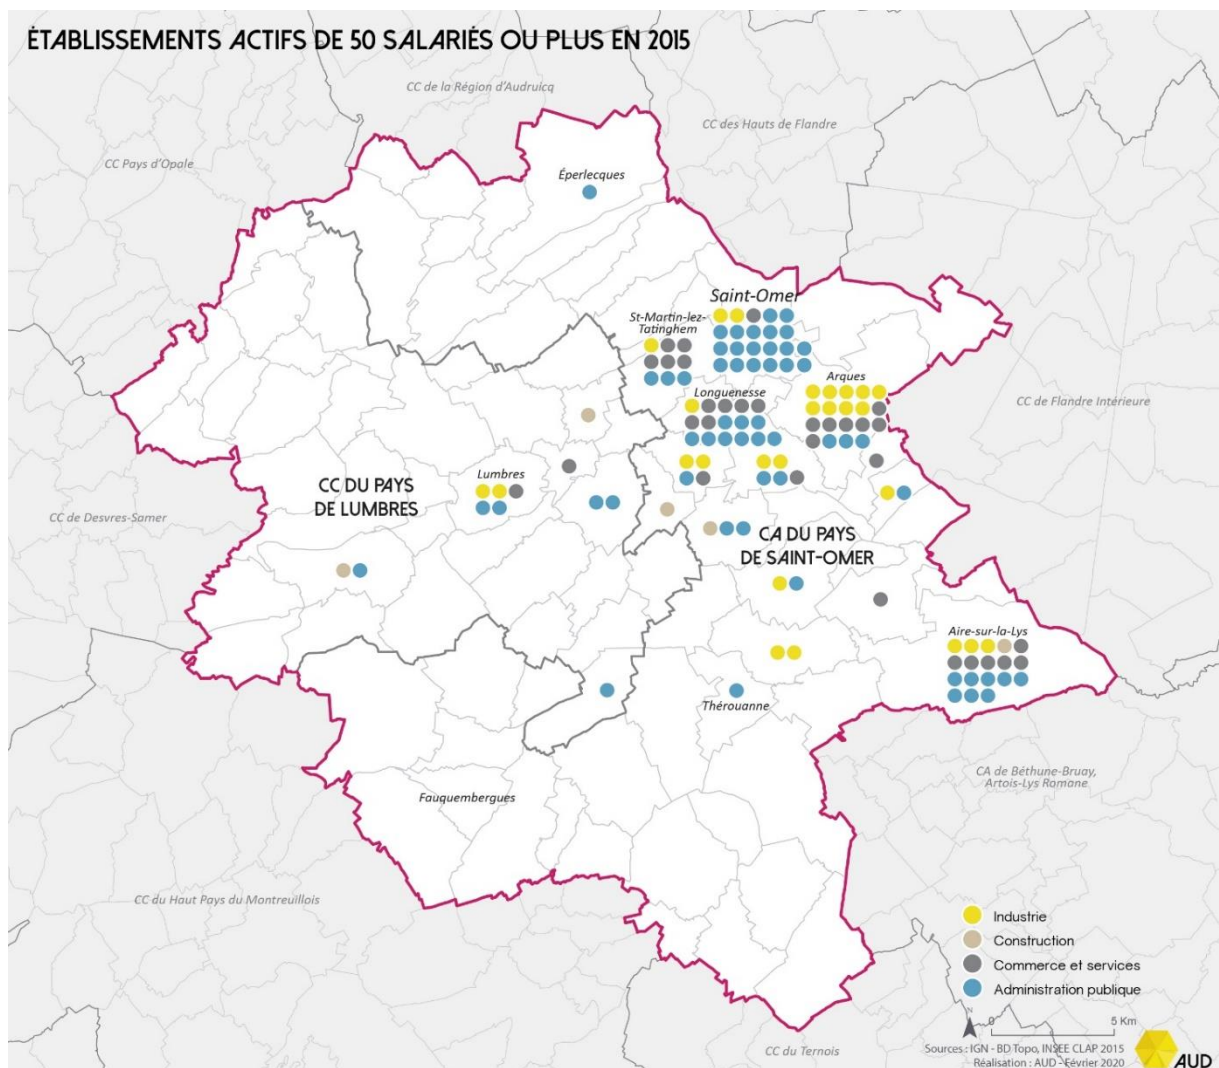 ÉTABLISSEMENTS ACTIFS DE 50 SALARIÉS OU PLUS EN 2015
CC de la Région d'Audruicq
CC des Hauts de Flandre
CC Pays d'Opale
Éperlecques
Saint-Omer
St-Martin-lez-
Tatinghem
Arques
Longuenesse
CC de Flandre Intérieure
Lumbres
CC DU PAYS
DE LUMBRES
CC de Desvres-Samer
CA DU PAYS
DE SAINT-OMER
Aire-sur-la-Lys
Thérouanne
CA de Béthune-Bruay,
Artois-Lys Romane
Fauquembergues
CC du Haut Pays du Montreuillois
Industrie
Construction
Commerce et services
Administration publique
N
0 5 Km
CC du Ternois
Sources : IGN - BD Topo, INSEE CLAP 2015
Réalisation : AUD - Février 2020
AUD